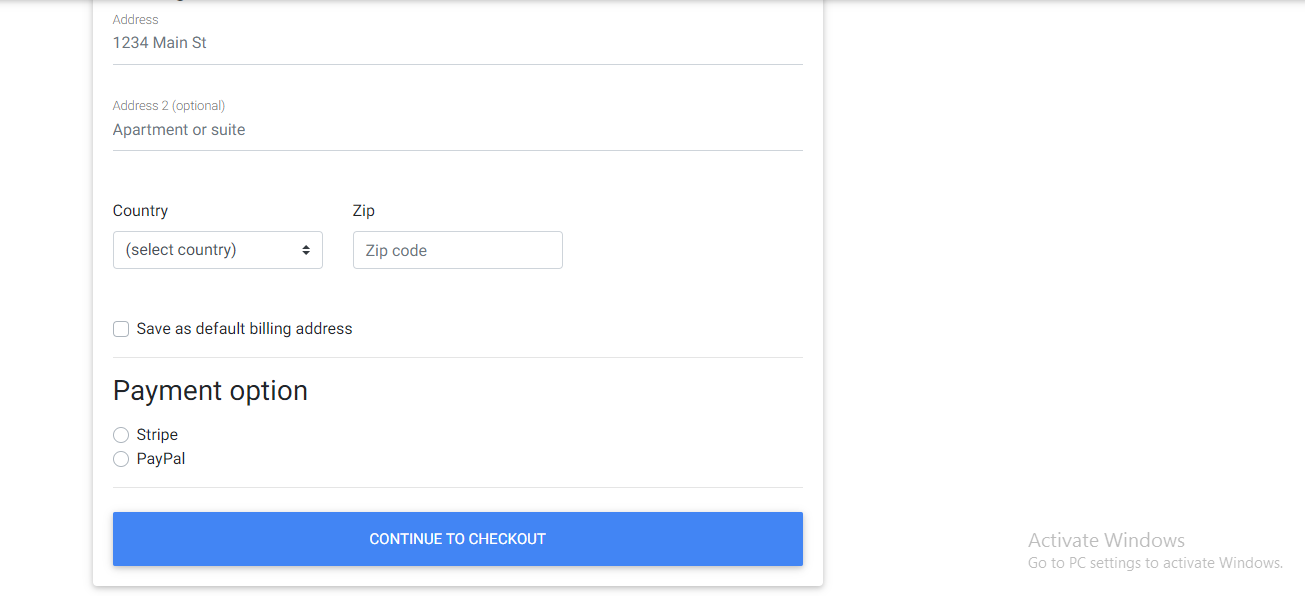 Address
1234 Main St
Address 2 (optional)
Apartment or suite
Country Zip
(select country) Zip code
Save as default billing address
Payment option
Stripe
PayPal
CONTINUE TO CHECKOUT
Activate Windows
Go to PC settings to activate Windows.